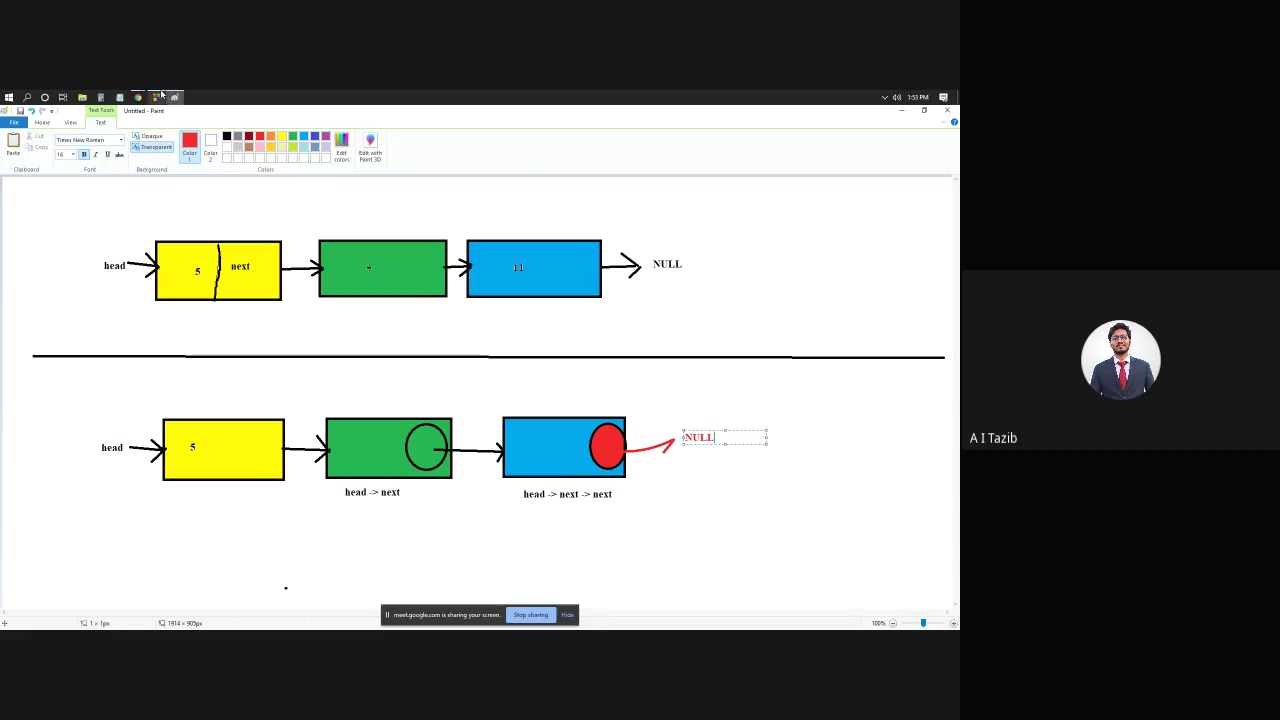 1:53 PM
Text Tools
Untitled - Paint
File
Home
View
Text
Paste
Cut
Copy
Times New Roman
16
B
I
U
abc
Opaque
Transparent
Color
1
Color
2
Edit
colors
Edit with
Paint 3D
Clipboard
Font
Background
Colors
head
5
next
7
11
NULL
head
5
NULL
head -> next
head -> next -> next
meet.google.com is sharing your screen.
Stop sharing
Hide
1 × 1px
1914 × 905px
100%
A I Tazib